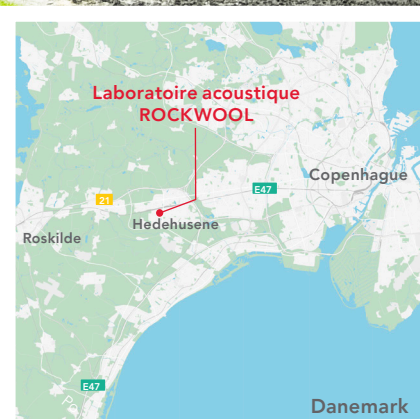 Laboratoire acoustique
ROCKWOOL
Copenhague
E47
21
Hedehusene
Roskilde
E47
Danemark